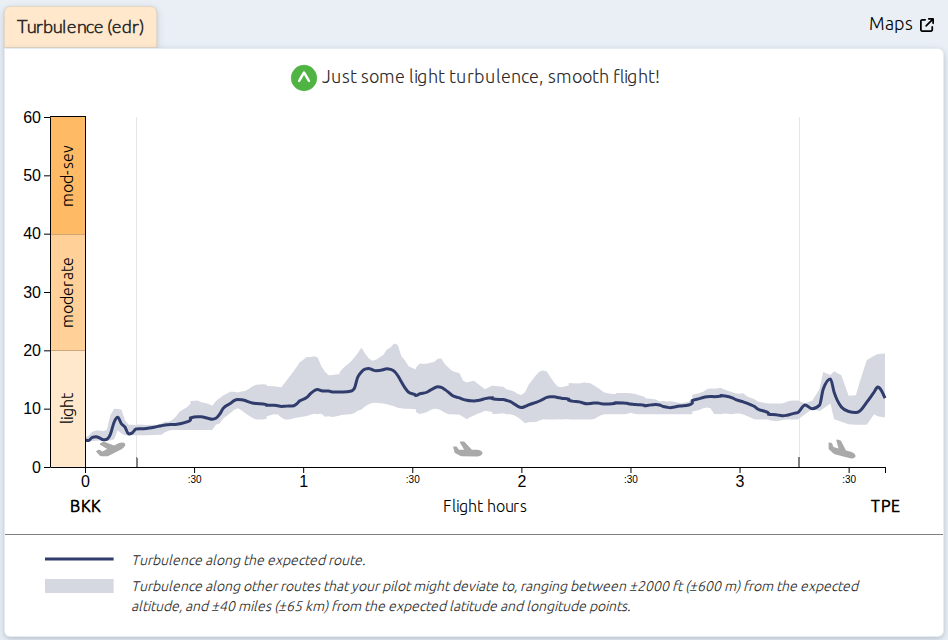 Turbulence (edr)
Maps
Just some light turbulence, smooth flight!
60
50
40
30
20
10
0
mod-sev
moderate
light
0 :30 1 :30 2 :30 3 :30
BKK Flight hours TPE
Turbulence along the expected route.
Turbulence along other routes that your pilot might deviate to, ranging between ±2000 ft (±600 m) from the expected
altitude, and ±40 miles (±65 km) from the expected latitude and longitude points.